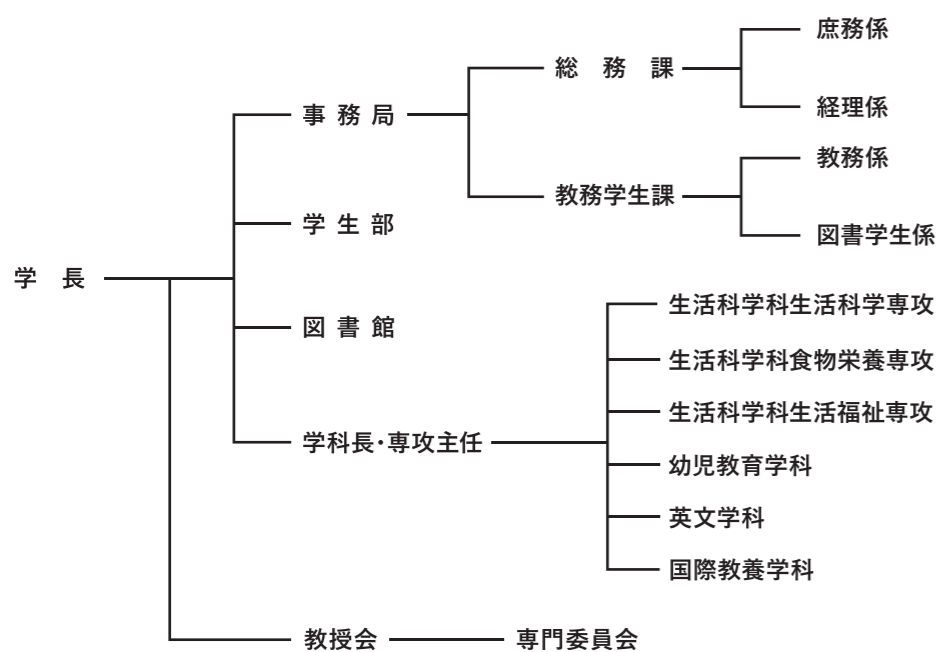 学長
事務局
総務課
庶務係
経理係
教務学生課
教務係
図書学生係
学生部
図書館
学科長・専攻主任
生活科学科生活科学専攻
生活科学科食物栄養専攻
生活科学科生活福祉専攻
幼児教育学科
英文学科
国際教養学科
教授会
専門委員会